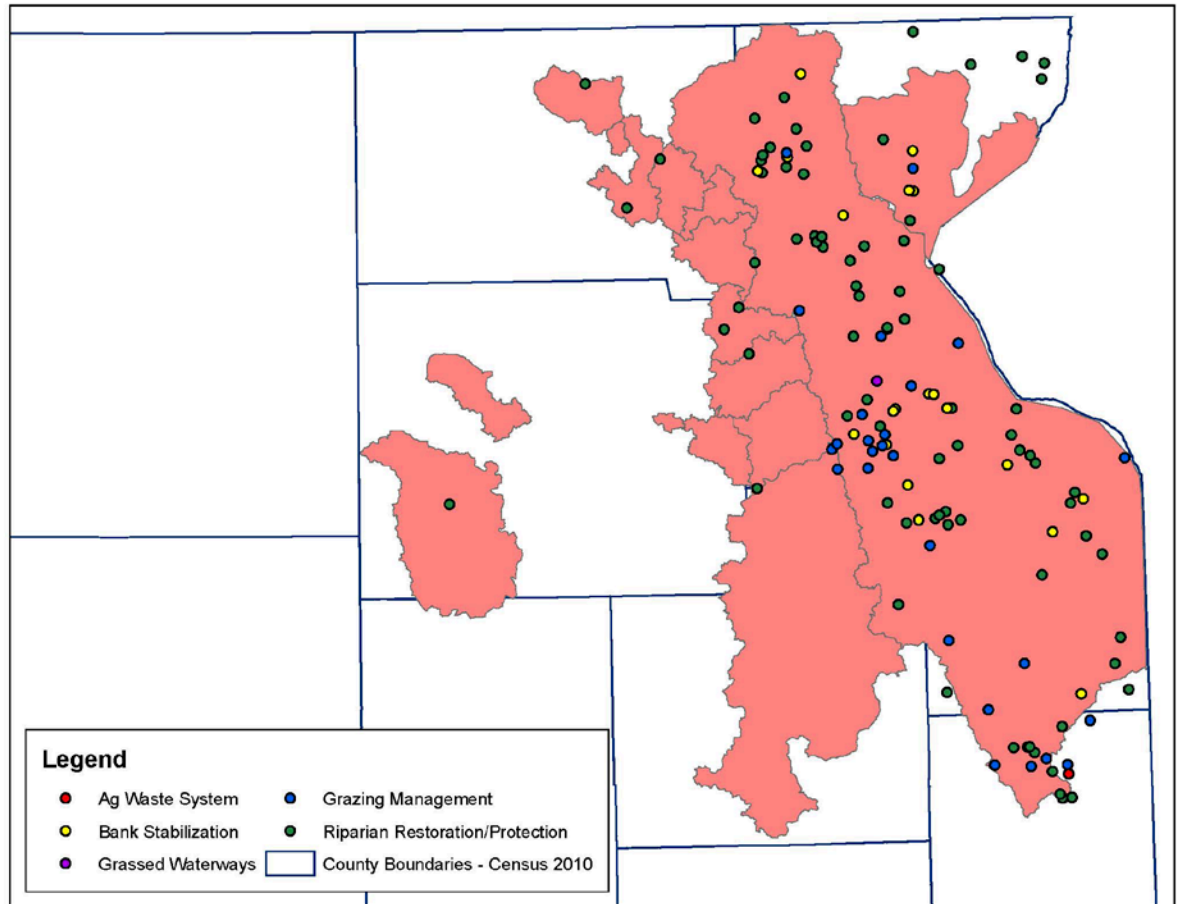 Legend
Ag Waste System
Grazing Management
Bank Stabilization
Riparian Restoration/Protection
Grassed Waterways
County Boundaries - Census 2010